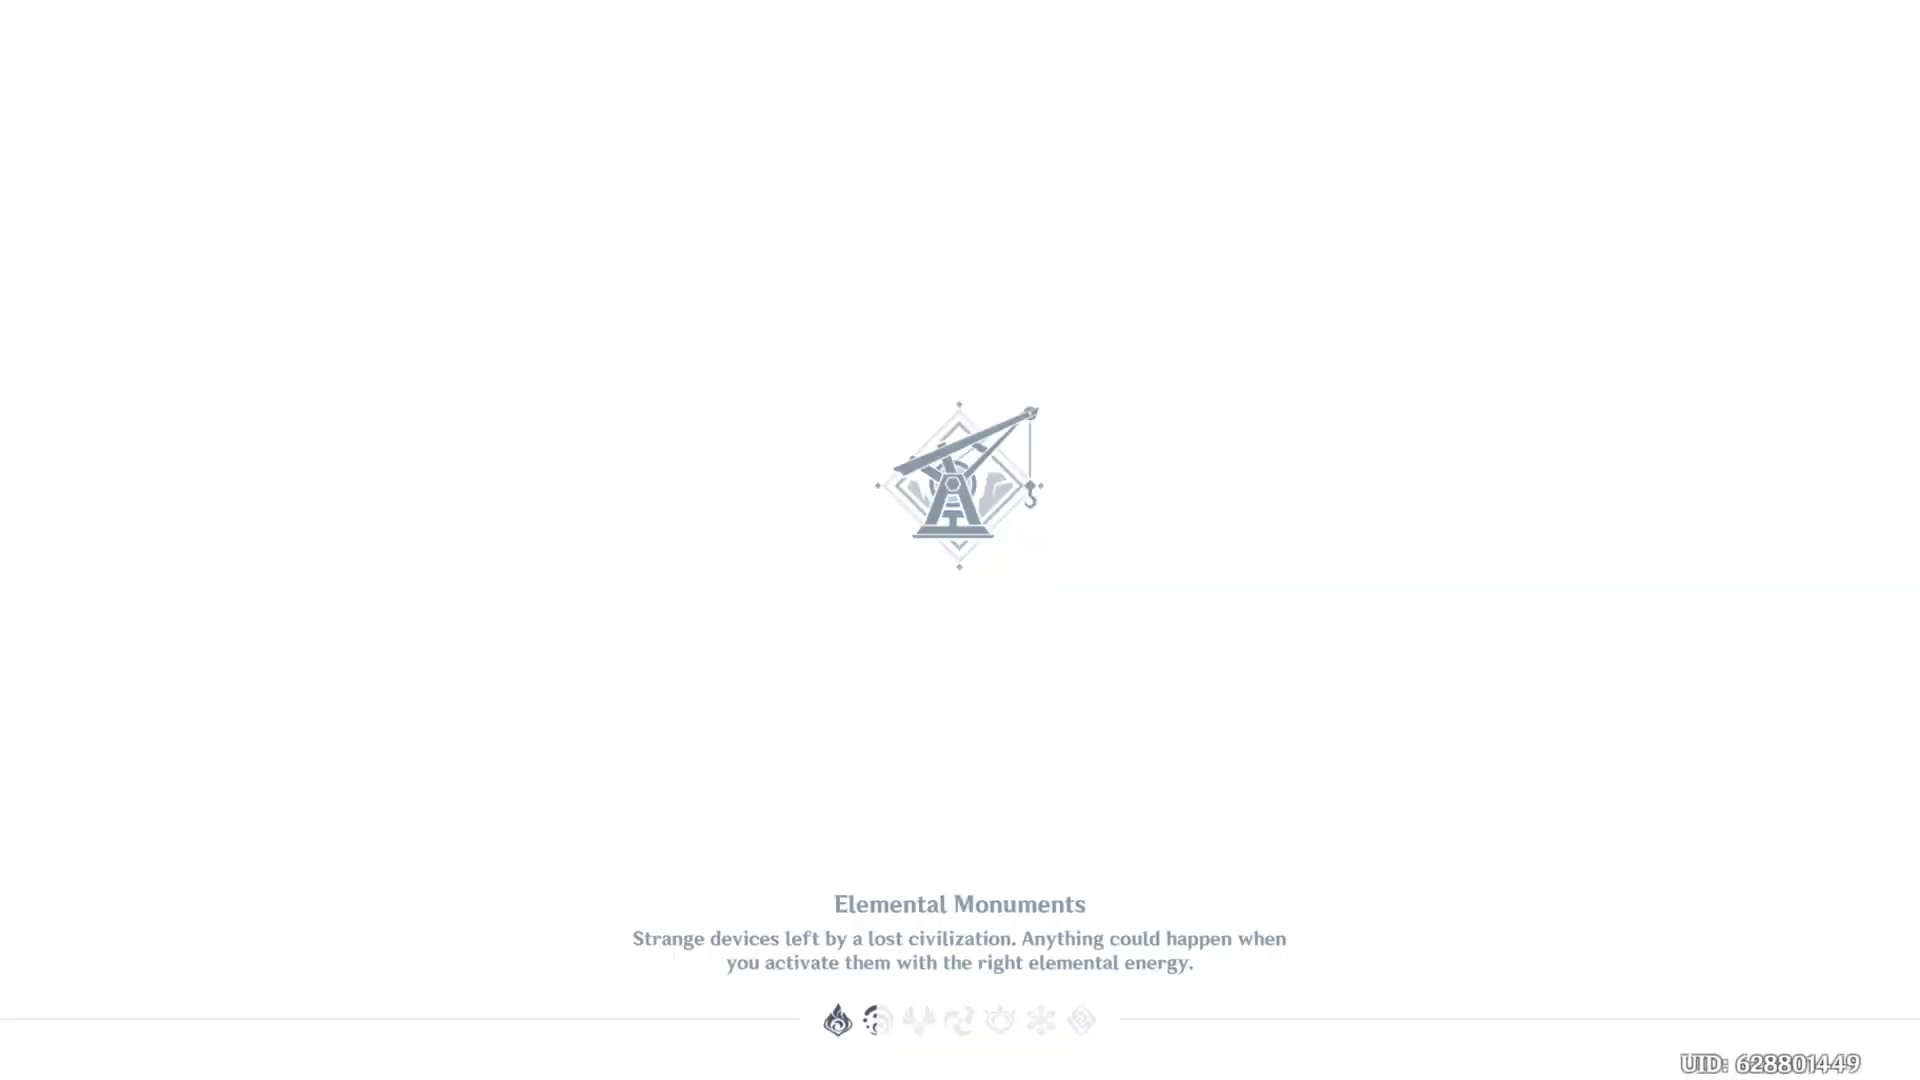 Elemental Monuments
Strange devices left by a lost civilization. Anything could happen when
you activate them with the right elemental energy.
UID: 628801449